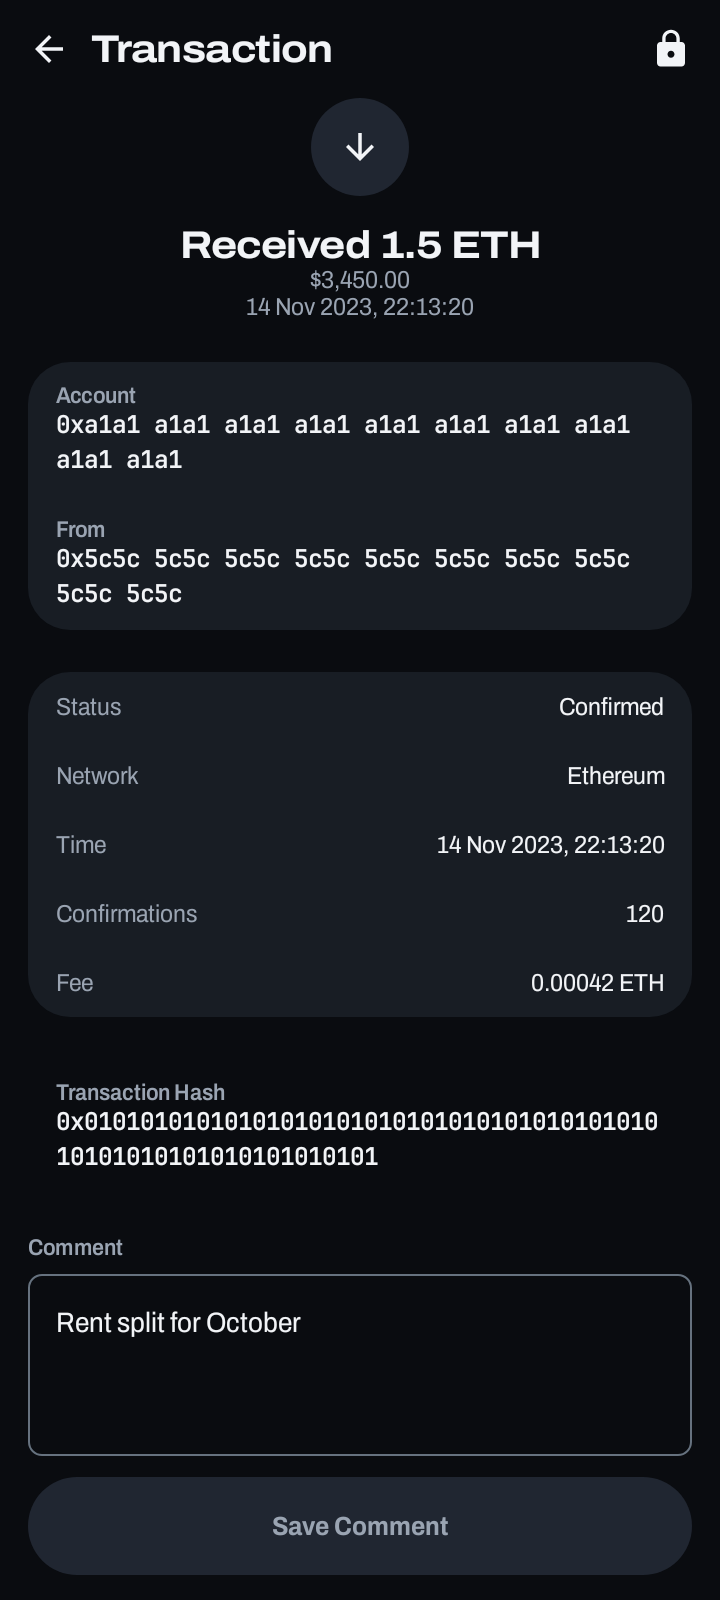 Transaction
Received 1.5 ETH
$3,450.00
14 Nov 2023, 22:13:20
Account
0xa1a1 a1a1 a1a1 a1a1 a1a1 a1a1 a1a1 a1a1
a1a1 a1a1
From
0x5c5c 5c5c 5c5c 5c5c 5c5c 5c5c 5c5c 5c5c
5c5c 5c5c
Status Confirmed
Network Ethereum
Time 14 Nov 2023, 22:13:20
Confirmations 120
Fee 0.00042 ETH
Transaction Hash
0x01010101010101010101010101010101010101010
10101010101010101010101
Comment
Rent split for October
Save Comment